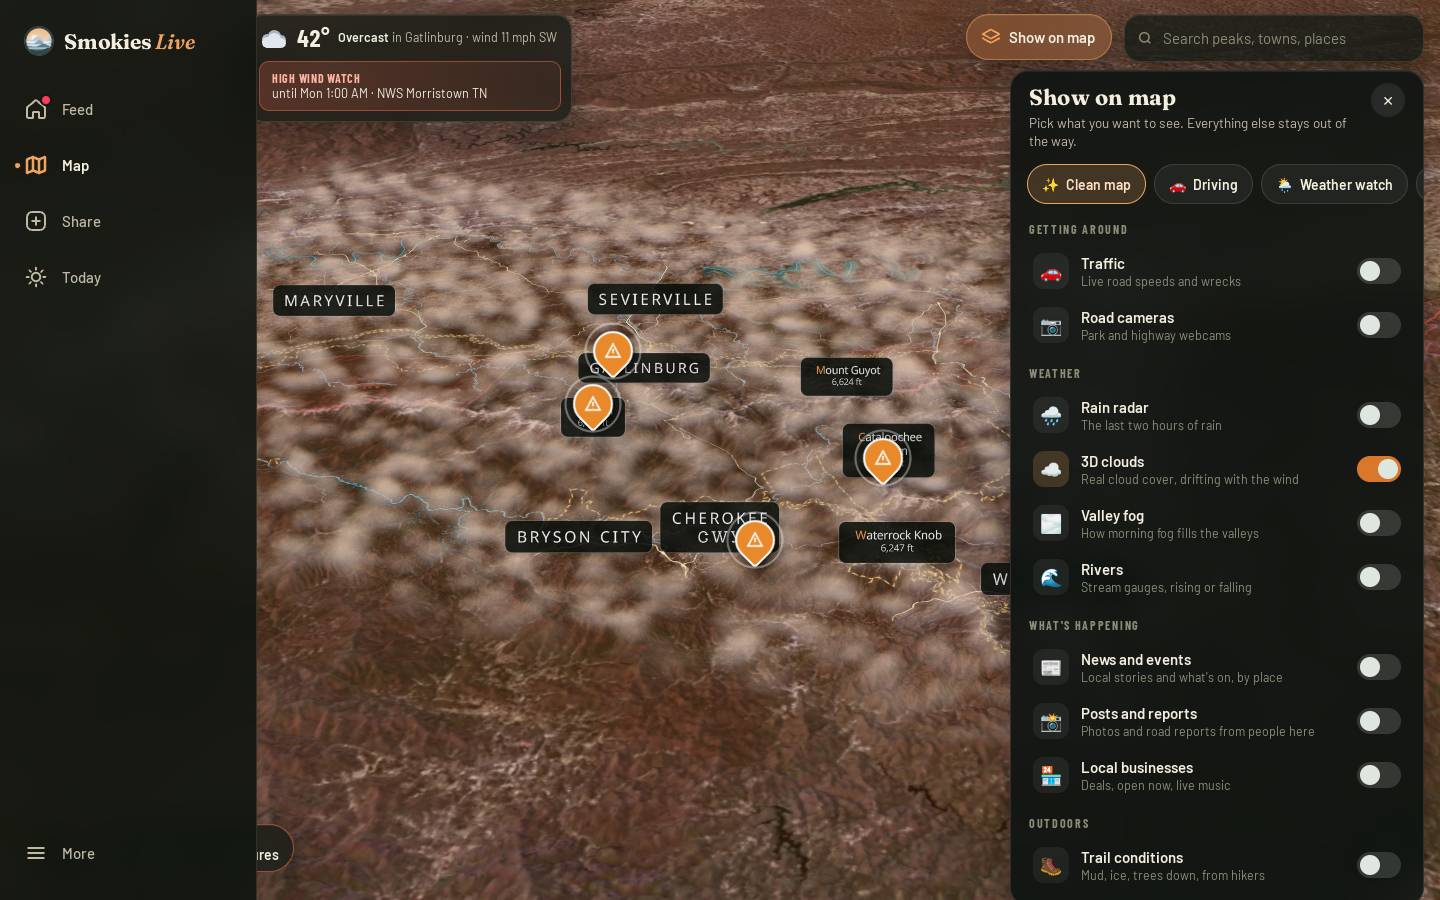 Smokies Live
Feed
Map
Share
Today
More
42° Overcast in Gatlinburg · wind 11 mph SW
HIGH WIND WATCH
until Mon 1:00 AM · NWS Morristown TN
MARYVILLE
SEVIERVILLE
Mount Guyot
6,624 ft
BRYSON CITY
CHEROKEE
Waterrock Knob
6,247 ft
W
Show on map
Search peaks, towns, places
Show on map
Pick what you want to see. Everything else stays out of
the way.
Clean map
Driving
Weather watch
GETTING AROUND
Traffic
Live road speeds and wrecks
Road cameras
Park and highway webcams
WEATHER
Rain radar
The last two hours of rain
3D clouds
Real cloud cover, drifting with the wind
Valley fog
How morning fog fills the valleys
Rivers
Stream gauges, rising or falling
WHAT'S HAPPENING
News and events
Local stories and what's on, by place
Posts and reports
Photos and road reports from people here
Local businesses
Deals, open now, live music
OUTDOORS
Trail conditions
Mud, ice, trees down, from hikers